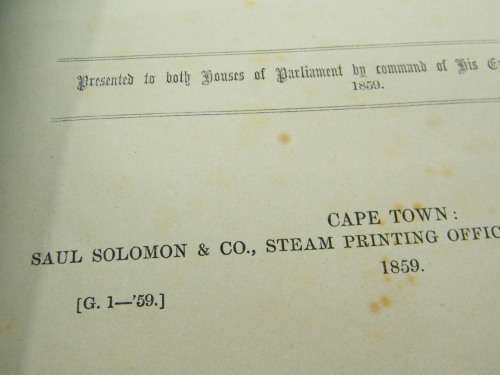 Presented to both Houses of Parliament by command of His
1859.
CAPE TOWN:
SAUL SOLOMON & CO., STEAM PRINTING OFFIC
1859.
[G. 1—'59.]